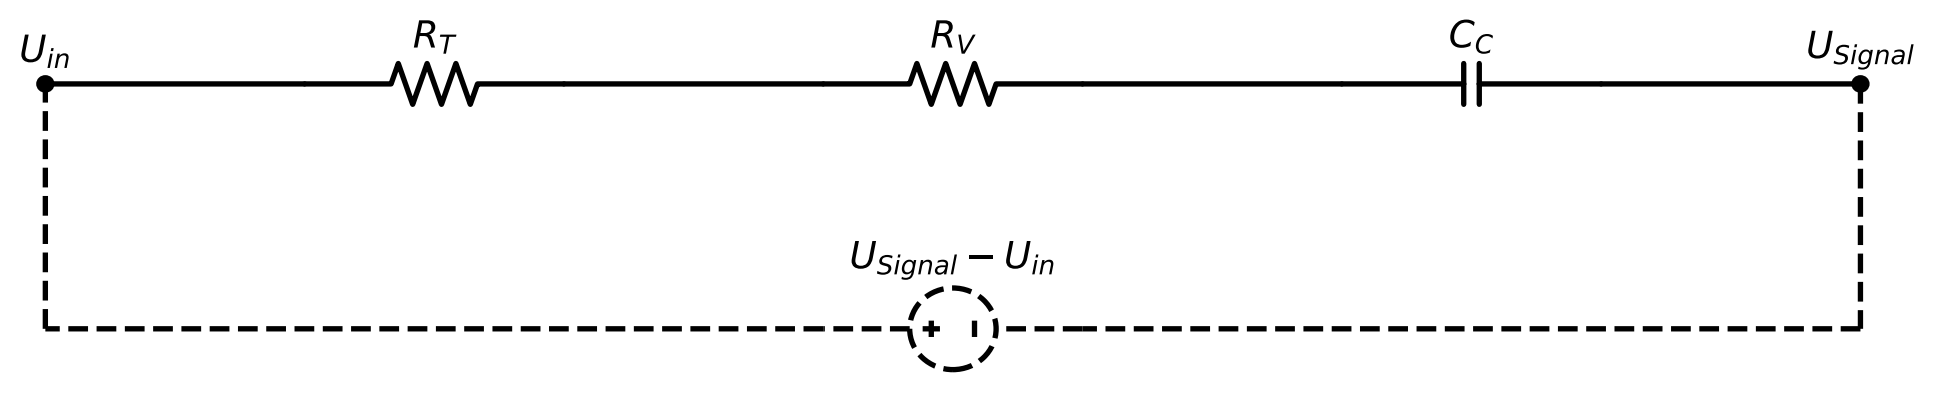 U_in
R_T
R_V
C_C
U_Signal
U_Signal − U_in
+ -